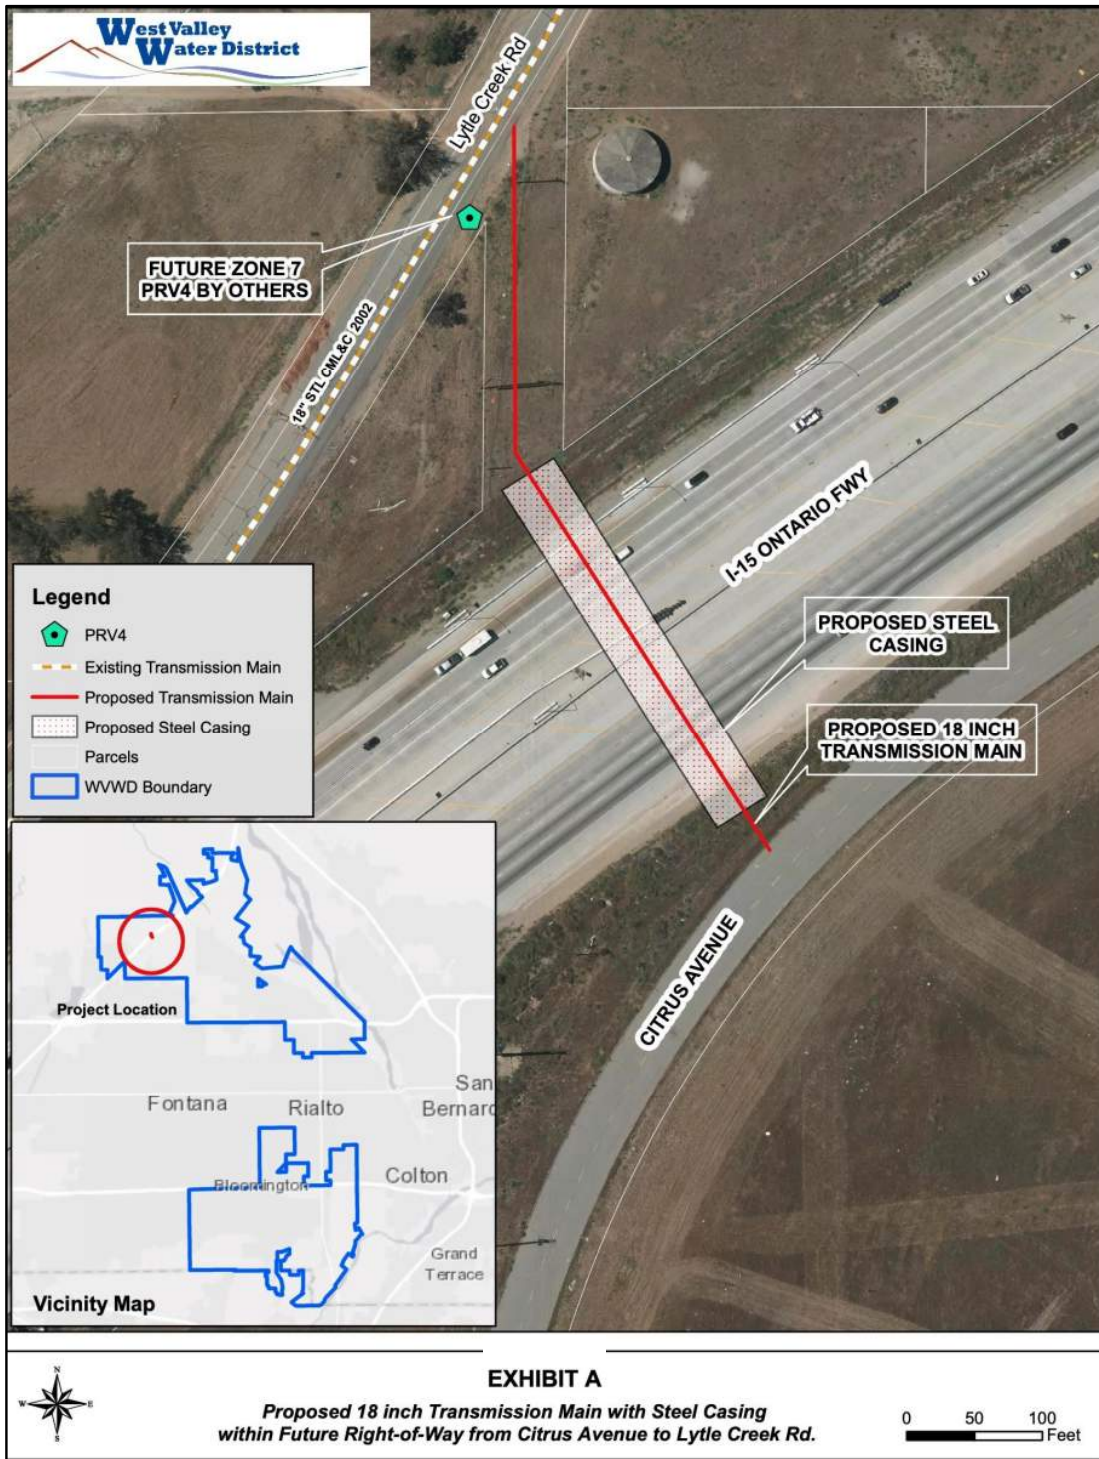 West Valley
Water District
Lytle Creek Rd
FUTURE ZONE 7
PRV4 BY OTHERS
18" STL CML&C 2002
I-15 ONTARIO FWY
PROPOSED STEEL
CASING
PROPOSED 18 INCH
TRANSMISSION MAIN
CITRUS AVENUE
Legend
PRV4
Existing Transmission Main
Proposed Transmission Main
Proposed Steel Casing
Parcels
WVWD Boundary
Project Location
Fontana
Rialto
San
Bernard
Bloomington
Colton
Grand
Terrace
Vicinity Map
N
W
E
S
EXHIBIT A
Proposed 18 inch Transmission Main with Steel Casing
within Future Right-of-Way from Citrus Avenue to Lytle Creek Rd.
0 50 100
Feet